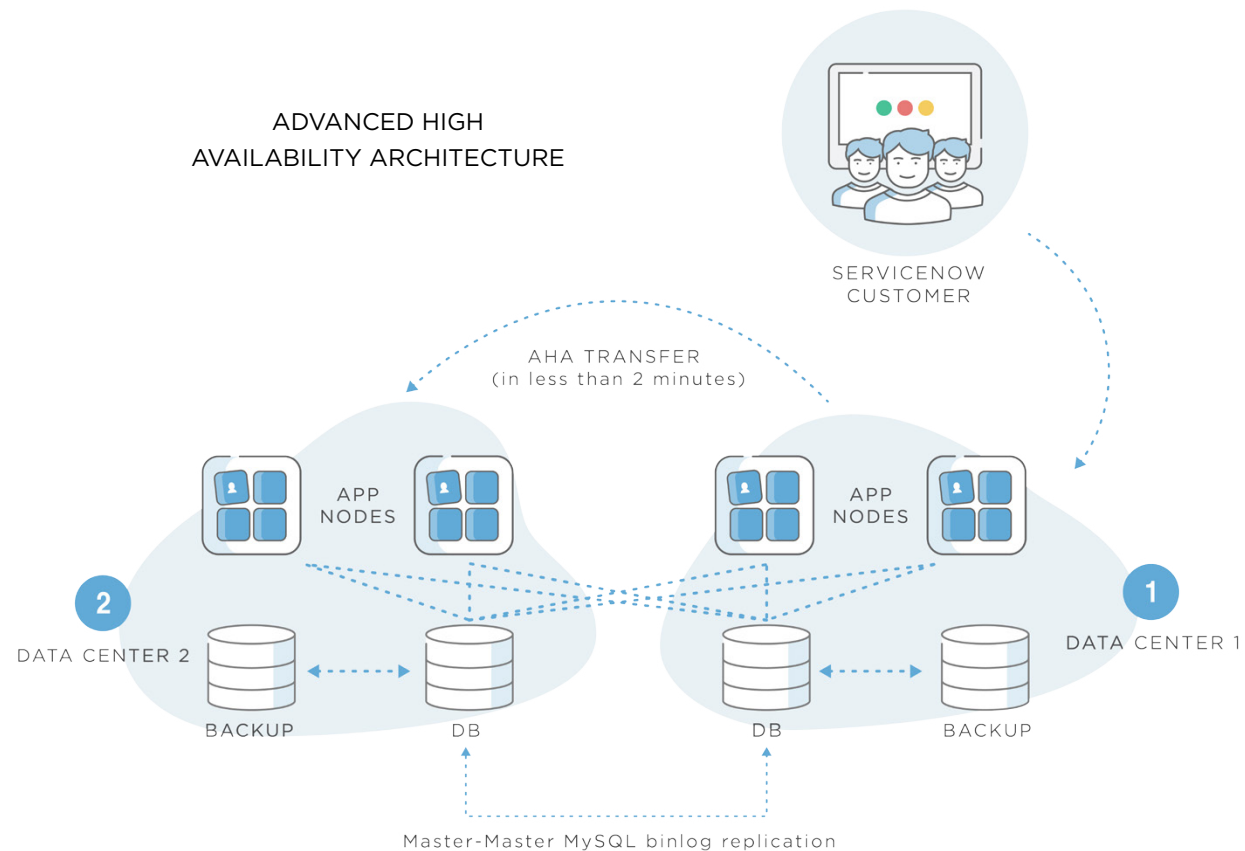 ADVANCED HIGH
AVAILABILITY ARCHITECTURE
SERVICENOW
CUSTOMER
AHA TRANSFER
(in less than 2 minutes)
APP
NODES
APP
NODES
2
DATA CENTER 2
1
DATA CENTER 1
BACKUP
DB
DB
BACKUP
Master-Master MySQL binlog replication